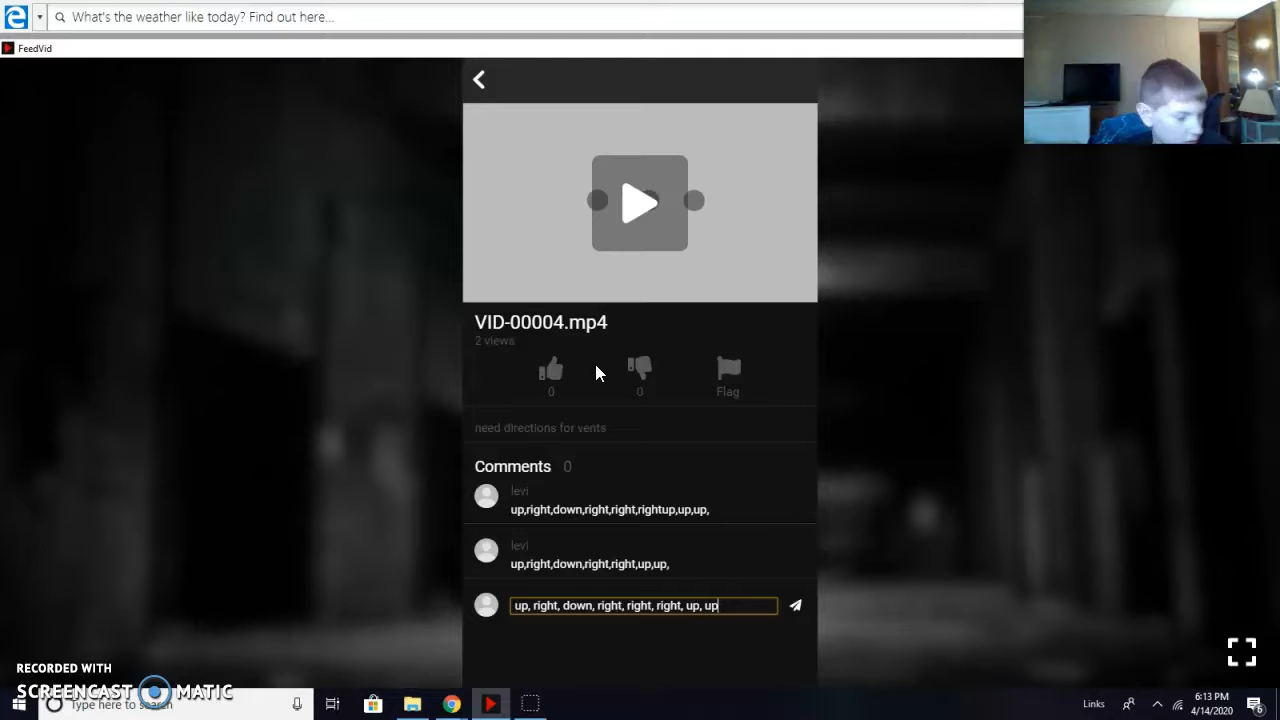 What's the weather like today? Find out here...
FeedVid
VID-00004.mp4
2 views
0
0
Flag
need directions for vents
Comments 0
levi
up,right,down,right,right,rightup,up,up,
levi
up,right,down,right,right,up,up,
up, right, down, right, right, right, up, up
RECORDED WITH
SCREENCAST MATIC
Type here to search
Links
6:13 PM
4/14/2020
6